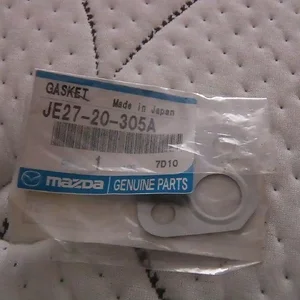 GASKET
Made in Japan
JE27-20-305A
1
7D10
mazda GENUINE PARTS